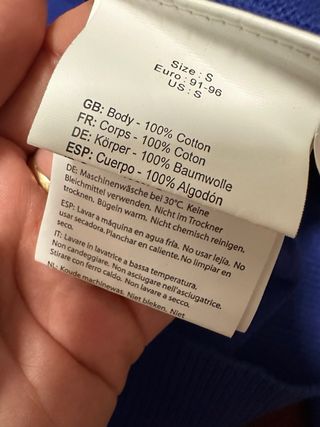 Size : S
Euro : 91-96
US : S
GB: Body - 100% Cotton
FR: Corps - 100% Coton
DE: Körper - 100% Baumwolle
ESP: Cuerpo - 100% Algodón
DE: Maschinenwäsche bei 30°C. Keine
Bleichmittel verwenden. Nicht im Trockner
trocknen. Bügeln warm. Nicht chemisch reinigen.
ESP: Lavar a máquina en agua fría. No usar lejía. No
usar secadora. Planchar en caliente. No limpiar en
seco.
IT: Lavare in lavatrice a bassa temperatura.
Non candeggiare. Non asciugare nell'asciugatrice.
Stirare con ferro caldo. Non lavare a secco.
NL: Koude machinewas. Niet bleken. Niet